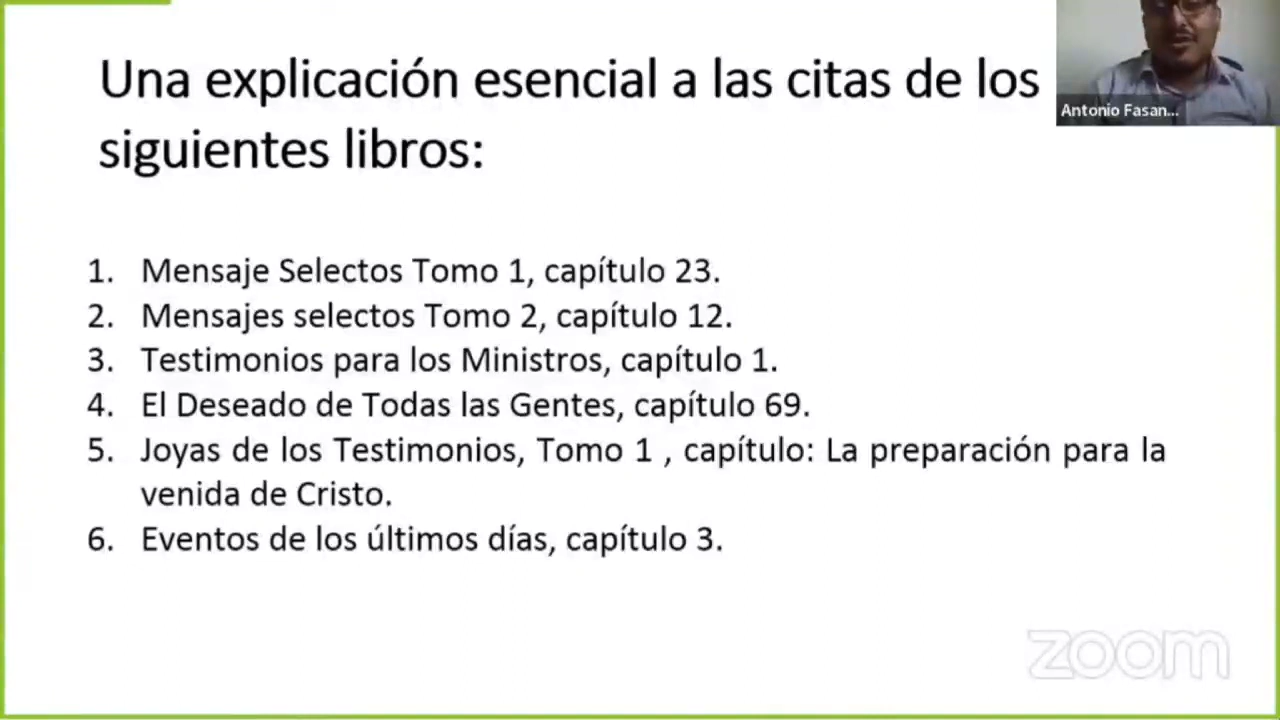 Una explicación esencial a las citas de los
siguientes libros:
Antonio Fasan...
1. Mensaje Selectos Tomo 1, capítulo 23.
2. Mensajes selectos Tomo 2, capítulo 12.
3. Testimonios para los Ministros, capítulo 1.
4. El Deseado de Todas las Gentes, capítulo 69.
5. Joyas de los Testimonios, Tomo 1 , capítulo: La preparación para la
venida de Cristo.
6. Eventos de los últimos días, capítulo 3.
zoom